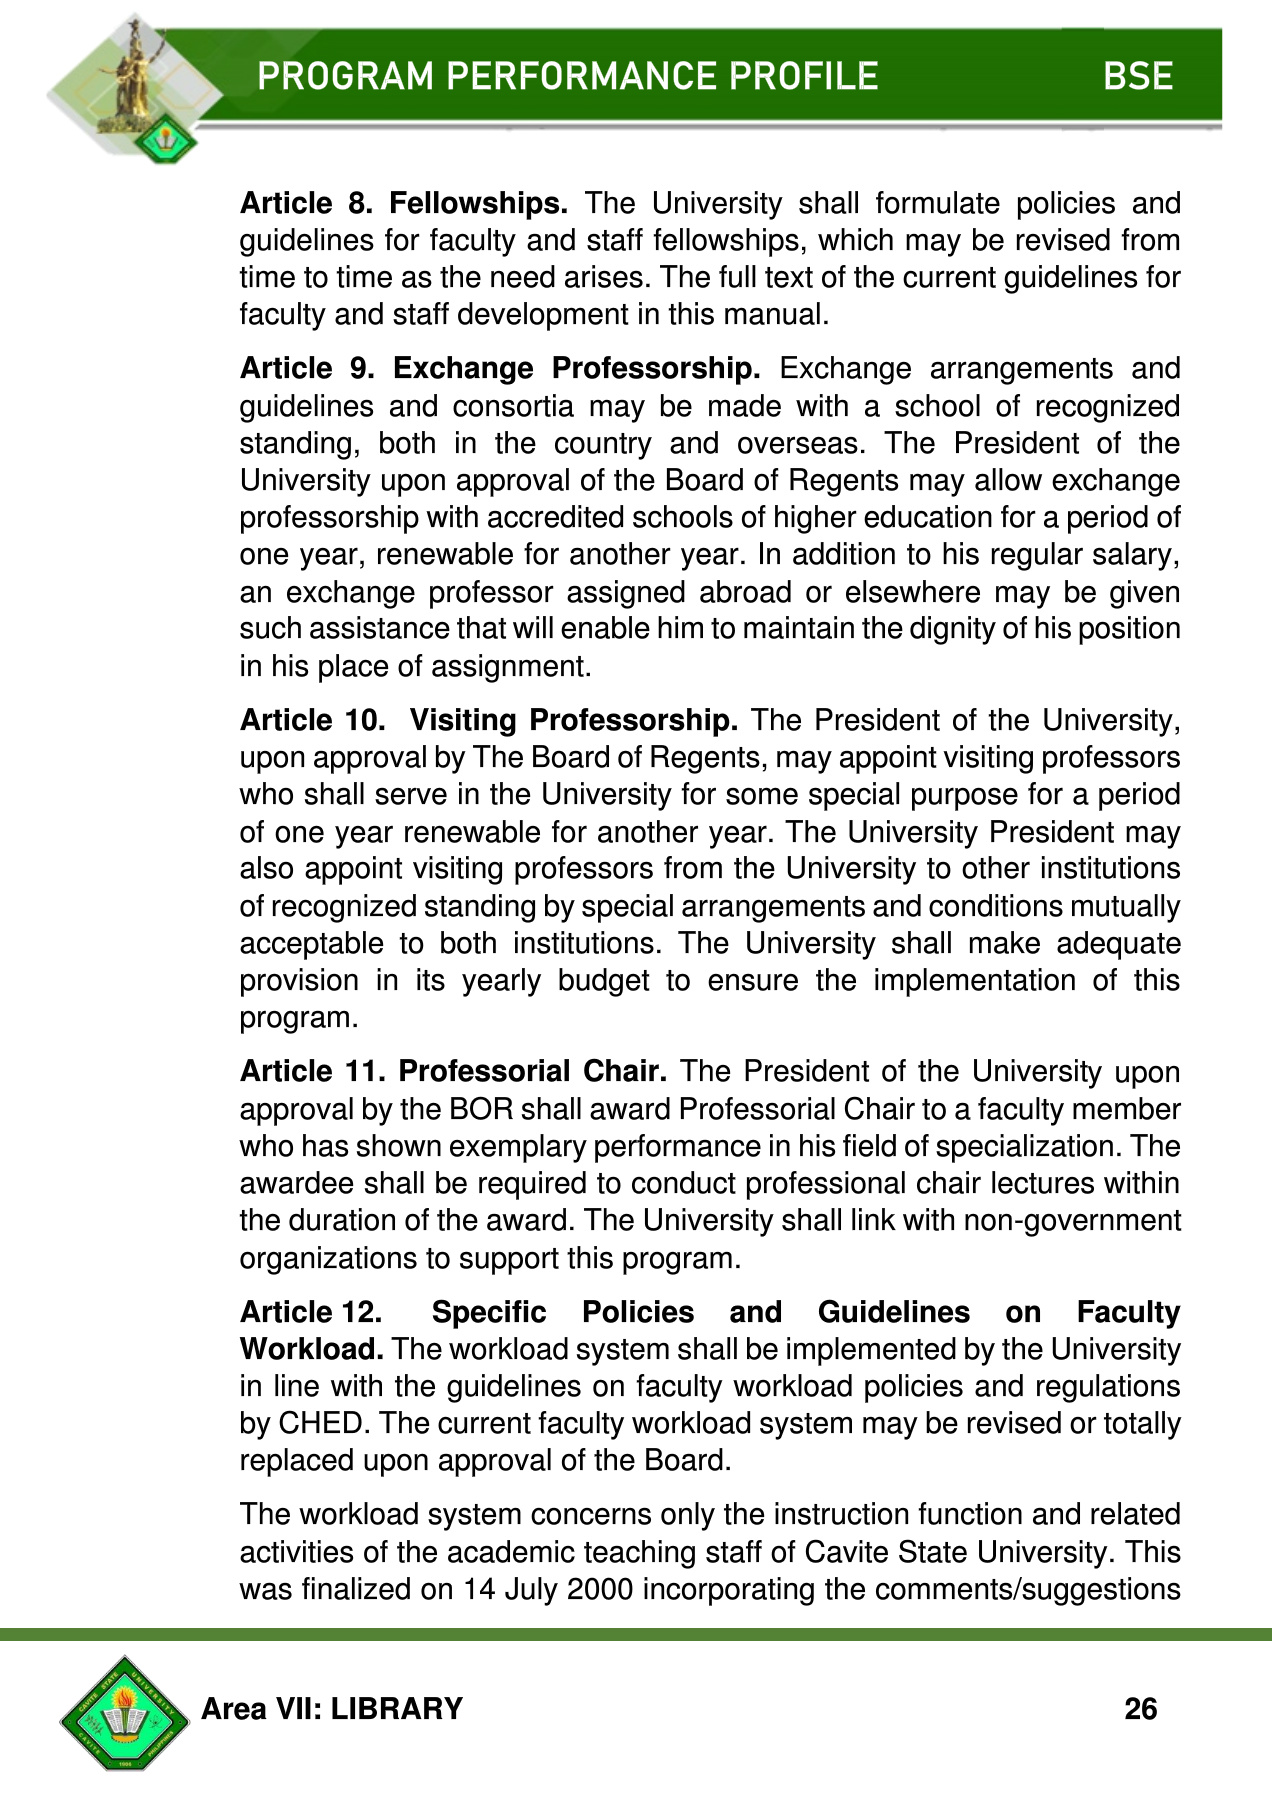 PROGRAM PERFORMANCE PROFILE BSE
Article 8. Fellowships. The University shall formulate policies and
guidelines for faculty and staff fellowships, which may be revised from
time to time as the need arises. The full text of the current guidelines for
faculty and staff development in this manual.
Article 9. Exchange Professorship. Exchange arrangements and
guidelines and consortia may be made with a school of recognized
standing, both in the country and overseas. The President of the
University upon approval of the Board of Regents may allow exchange
professorship with accredited schools of higher education for a period of
one year, renewable for another year. In addition to his regular salary,
an exchange professor assigned abroad or elsewhere may be given
such assistance that will enable him to maintain the dignity of his position
in his place of assignment.
Article 10. Visiting Professorship. The President of the University,
upon approval by The Board of Regents, may appoint visiting professors
who shall serve in the University for some special purpose for a period
of one year renewable for another year. The University President may
also appoint visiting professors from the University to other institutions
of recognized standing by special arrangements and conditions mutually
acceptable to both institutions. The University shall make adequate
provision in its yearly budget to ensure the implementation of this
program.
Article 11. Professorial Chair. The President of the University upon
approval by the BOR shall award Professorial Chair to a faculty member
who has shown exemplary performance in his field of specialization. The
awardee shall be required to conduct professional chair lectures within
the duration of the award. The University shall link with non-government
organizations to support this program.
Article 12. Specific Policies and Guidelines on Faculty
Workload. The workload system shall be implemented by the University
in line with the guidelines on faculty workload policies and regulations
by CHED. The current faculty workload system may be revised or totally
replaced upon approval of the Board.
The workload system concerns only the instruction function and related
activities of the academic teaching staff of Cavite State University. This
was finalized on 14 July 2000 incorporating the comments/suggestions
CAVITE STATE UNIVERSITY
CAVITE 1906 PHILIPPINES
Area VII: LIBRARY 26